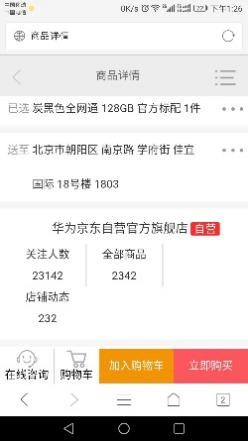 0K/s 下午1:26
商品详情
商品详情
已选 炭黑色全网通 128GB 官方标配 1件
送至 北京市朝阳区 南京路 学府街 佳宜
国际 18号楼 1803
华为京东自营官方旗舰店 自营
关注人数 全部商品
23142 2342
店铺动态
232
在线咨询 购物车 加入购物车 立即购买
2